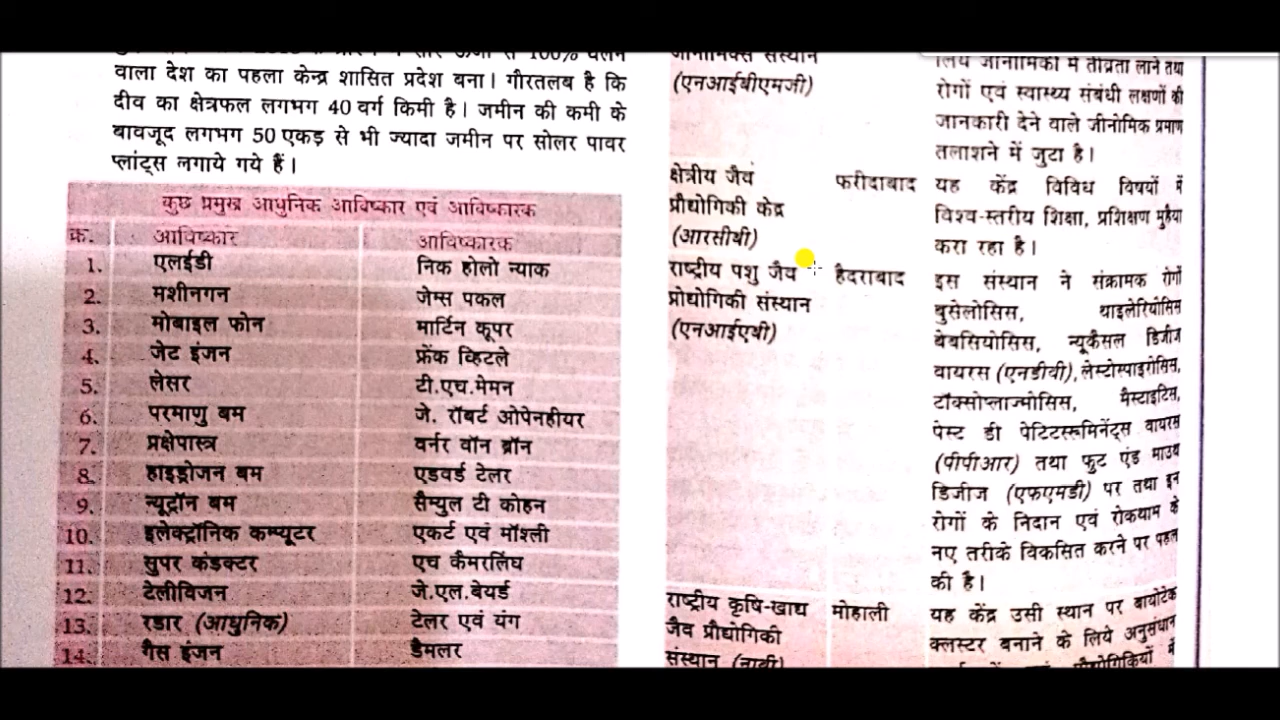 वाला देश का पहला केन्द्र शासित प्रदेश बना। गौरतलब है कि
दीव का क्षेत्रफल लगभग 40 वर्ग किमी है। जमीन की कमी के
बावजूद लगभग 50 एकड़ से भी ज्यादा जमीन पर सोलर पावर
प्लांट्स लगाये गये हैं।
कुछ प्रमुख आधुनिक आविष्कार एवं आविष्कारक
क्र. आविष्कार आविष्कारक
1. एलईडी निक होलो न्याक
2. मशीनगन जेम्स पकल
3. मोबाइल फोन मार्टिन कूपर
4. जेट इंजन फ्रेंक व्हिटले
5. लेसर टी.एच.मेमन
6. परमाणु बम जे. रॉबर्ट ओपेनहीयर
7. प्रक्षेपास्त्र वर्नर वॉन ब्रॉन
8. हाइड्रोजन बम एडवर्ड टेलर
9. न्यूट्रॉन बम सैम्युल टी कोहन
10. इलेक्ट्रॉनिक कम्प्यूटर एकर्ट एवं मॉश्ली
11. सुपर कंडक्टर एच कैमरलिंघ
12. टेलीविजन जे.एल.बेयर्ड
13. रडार (आधुनिक) टेलर एवं यंग
14. गैस इंजन डैमलर
जीनोमिक्स संस्थान
(एनआईबीएमजी)
लिये जीनोमिकी में तीव्रता लाने तथा
रोगों एवं स्वास्थ्य संबंधी लक्षणों की
जानकारी देने वाले जीनोमिक प्रमाण
तलाशने में जुटा है।
क्षेत्रीय जैव
प्रौद्योगिकी केंद्र
(आरसीबी)
फरीदाबाद
यह केंद्र विविध विषयों में
विश्व-स्तरीय शिक्षा, प्रशिक्षण मुहैया
करा रहा है।
राष्ट्रीय पशु जैव
प्रोद्योगिकी संस्थान
(एनआईएबी)
हैदराबाद
इस संस्थान ने संक्रामक रोगों
बुसेलोसिस, थाइलेरियोसिस
बेबसियोसिस, न्यूकैसल डिजीज
वायरस (एनडीवी), लेस्टोस्पाइरोसिस,
टॉक्सोप्लाज्मोसिस, मैस्टाइटिस,
पेस्ट डी पेटिटस्रूमिनेंट्स वायरस
(पीपीआर) तथा फुट एंड माउथ
डिजीज (एफएमडी) पर तथा इन
रोगों के निदान एवं रोकथाम के
नए तरीके विकसित करने पर पहल
की है।
राष्ट्रीय कृषि-खाद्य
जैव प्रौद्योगिकी
संस्थान (नाबी)
मोहाली
यह केंद्र उसी स्थान पर बायोटेक
क्लस्टर बनाने के लिये अनुसंधान